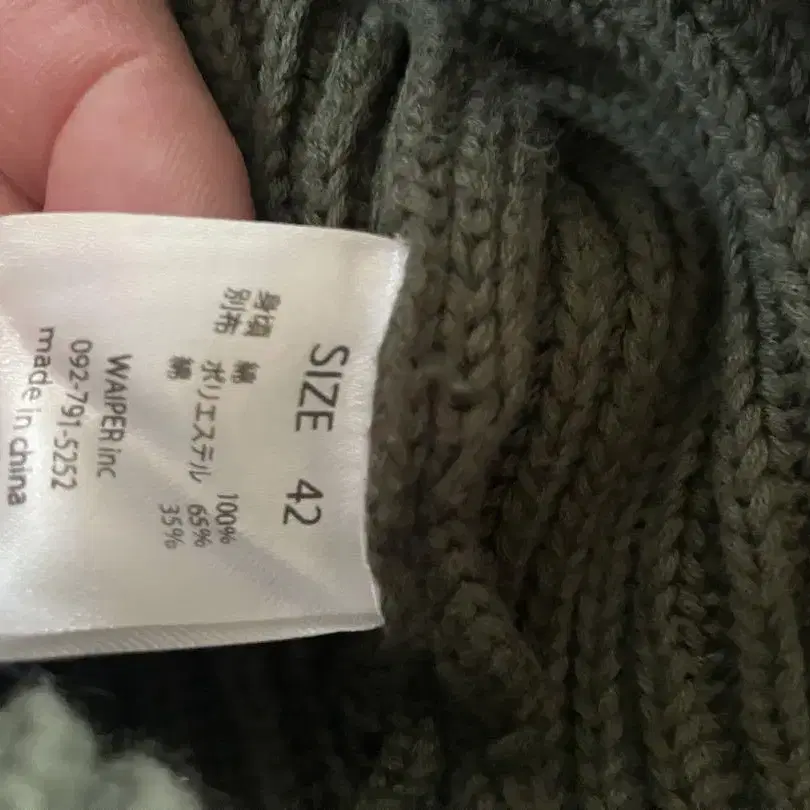 SIZE 42
身頃 綿 100%
別布 ポリエステル 65%
綿 35%
WAIPER inc
092-791-5252
made in china